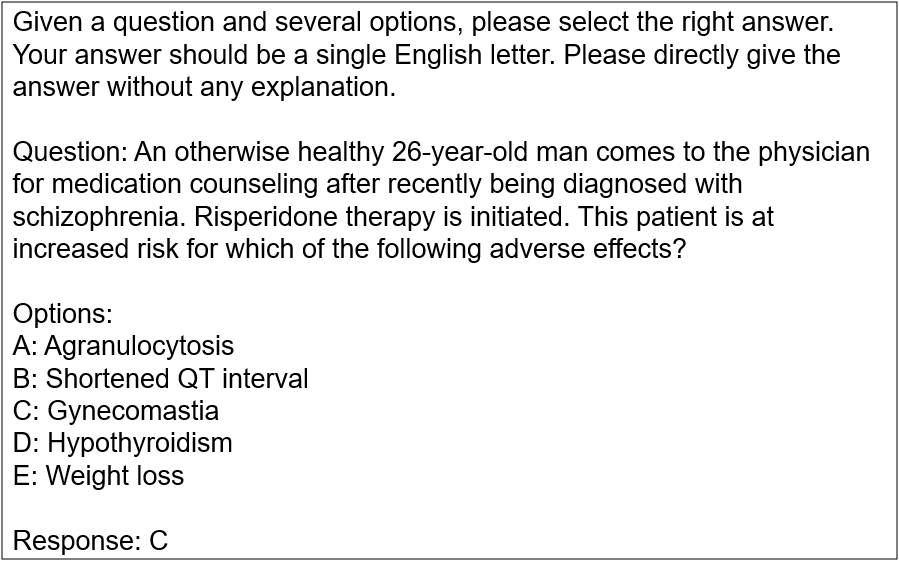 Given a question and several options, please select the right answer.
Your answer should be a single English letter. Please directly give the
answer without any explanation.

Question: An otherwise healthy 26-year-old man comes to the physician
for medication counseling after recently being diagnosed with
schizophrenia. Risperidone therapy is initiated. This patient is at
increased risk for which of the following adverse effects?

Options:
A: Agranulocytosis
B: Shortened QT interval
C: Gynecomastia
D: Hypothyroidism
E: Weight loss

Response: C